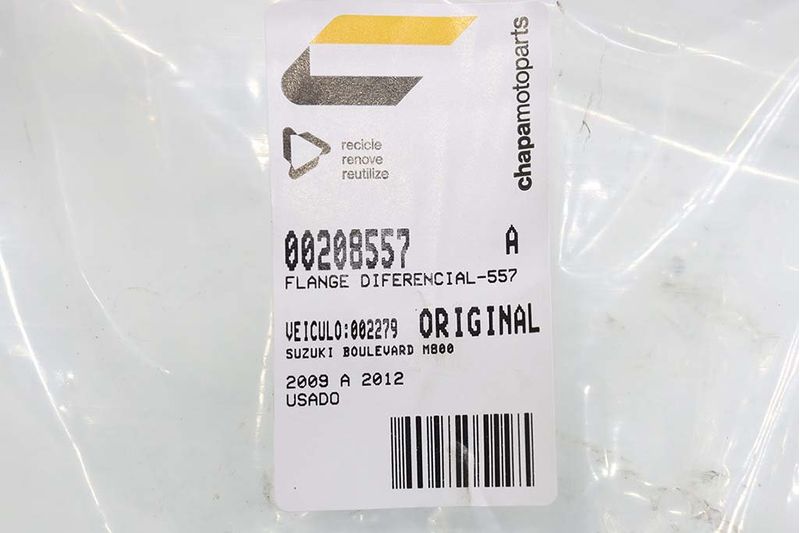 chapamotoparts
recicle
renove
reutilize
00208557 A
FLANGE DIFERENCIAL-557
VEICULO:002279 ORIGINAL
SUZUKI BOULEVARD M800
2009 A 2012
USADO